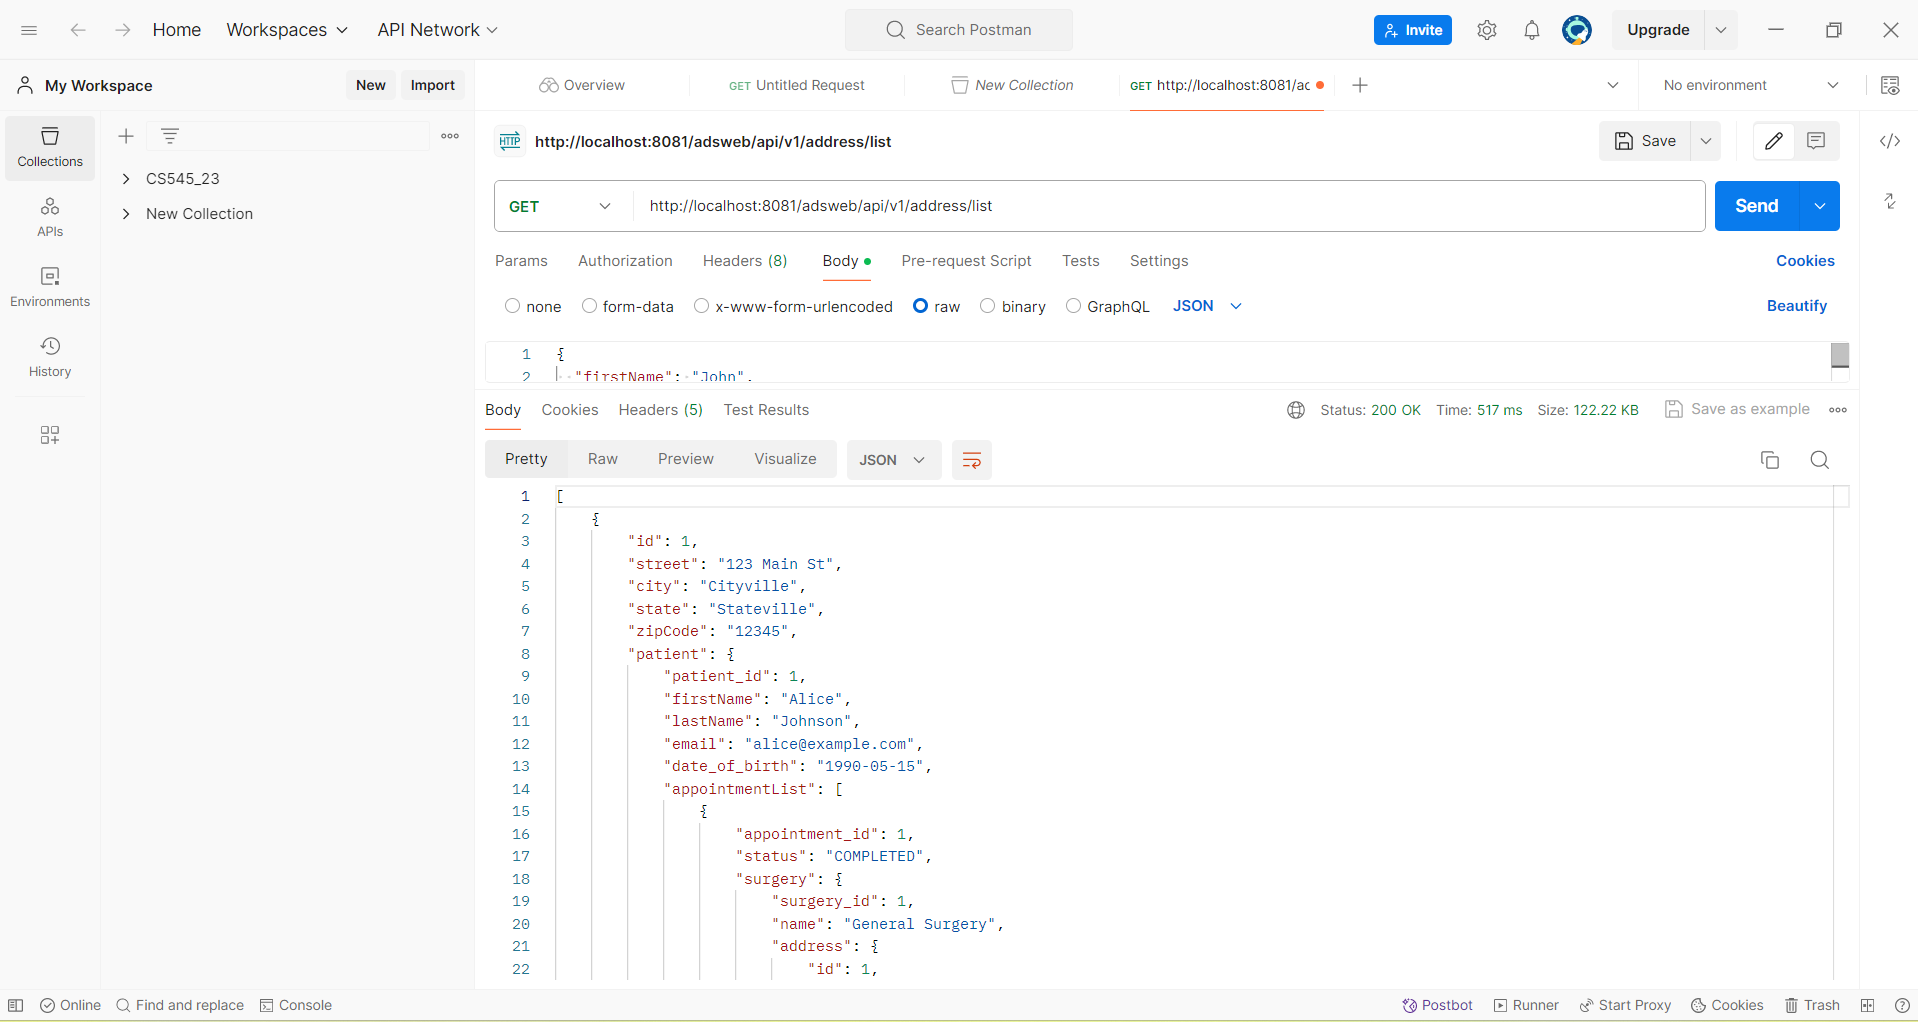 Home Workspaces API Network Search Postman Invite Upgrade
My Workspace New Import Overview GET Untitled Request New Collection GET http://localhost:8081/ac No environment
Collections
APIs
Environments
History
CS545_23
New Collection
HTTP http://localhost:8081/adsweb/api/v1/address/list Save
GET http://localhost:8081/adsweb/api/v1/address/list Send
Params Authorization Headers (8) Body Pre-request Script Tests Settings Cookies
none form-data x-www-form-urlencoded raw binary GraphQL JSON Beautify
1 {
2 "firstName": "John",
Body Cookies Headers (5) Test Results Status: 200 OK Time: 517 ms Size: 122.22 KB Save as example
Pretty Raw Preview Visualize JSON
1 [
2 {
3 "id": 1,
4 "street": "123 Main St",
5 "city": "Cityville",
6 "state": "Stateville",
7 "zipCode": "12345",
8 "patient": {
9 "patient_id": 1,
10 "firstName": "Alice",
11 "lastName": "Johnson",
12 "email": "alice@example.com",
13 "date_of_birth": "1990-05-15",
14 "appointmentList": [
15 {
16 "appointment_id": 1,
17 "status": "COMPLETED",
18 "surgery": {
19 "surgery_id": 1,
20 "name": "General Surgery",
21 "address": {
22 "id": 1,
Online Find and replace Console Postbot Runner Start Proxy Cookies Trash